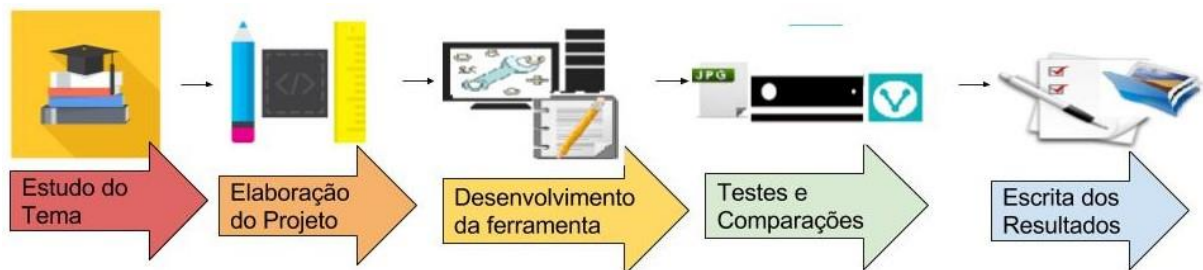 </>
JPG
Estudo do
Tema
Elaboração
do Projeto
Desenvolvimento
da ferramenta
Testes e
Comparações
Escrita dos
Resultados